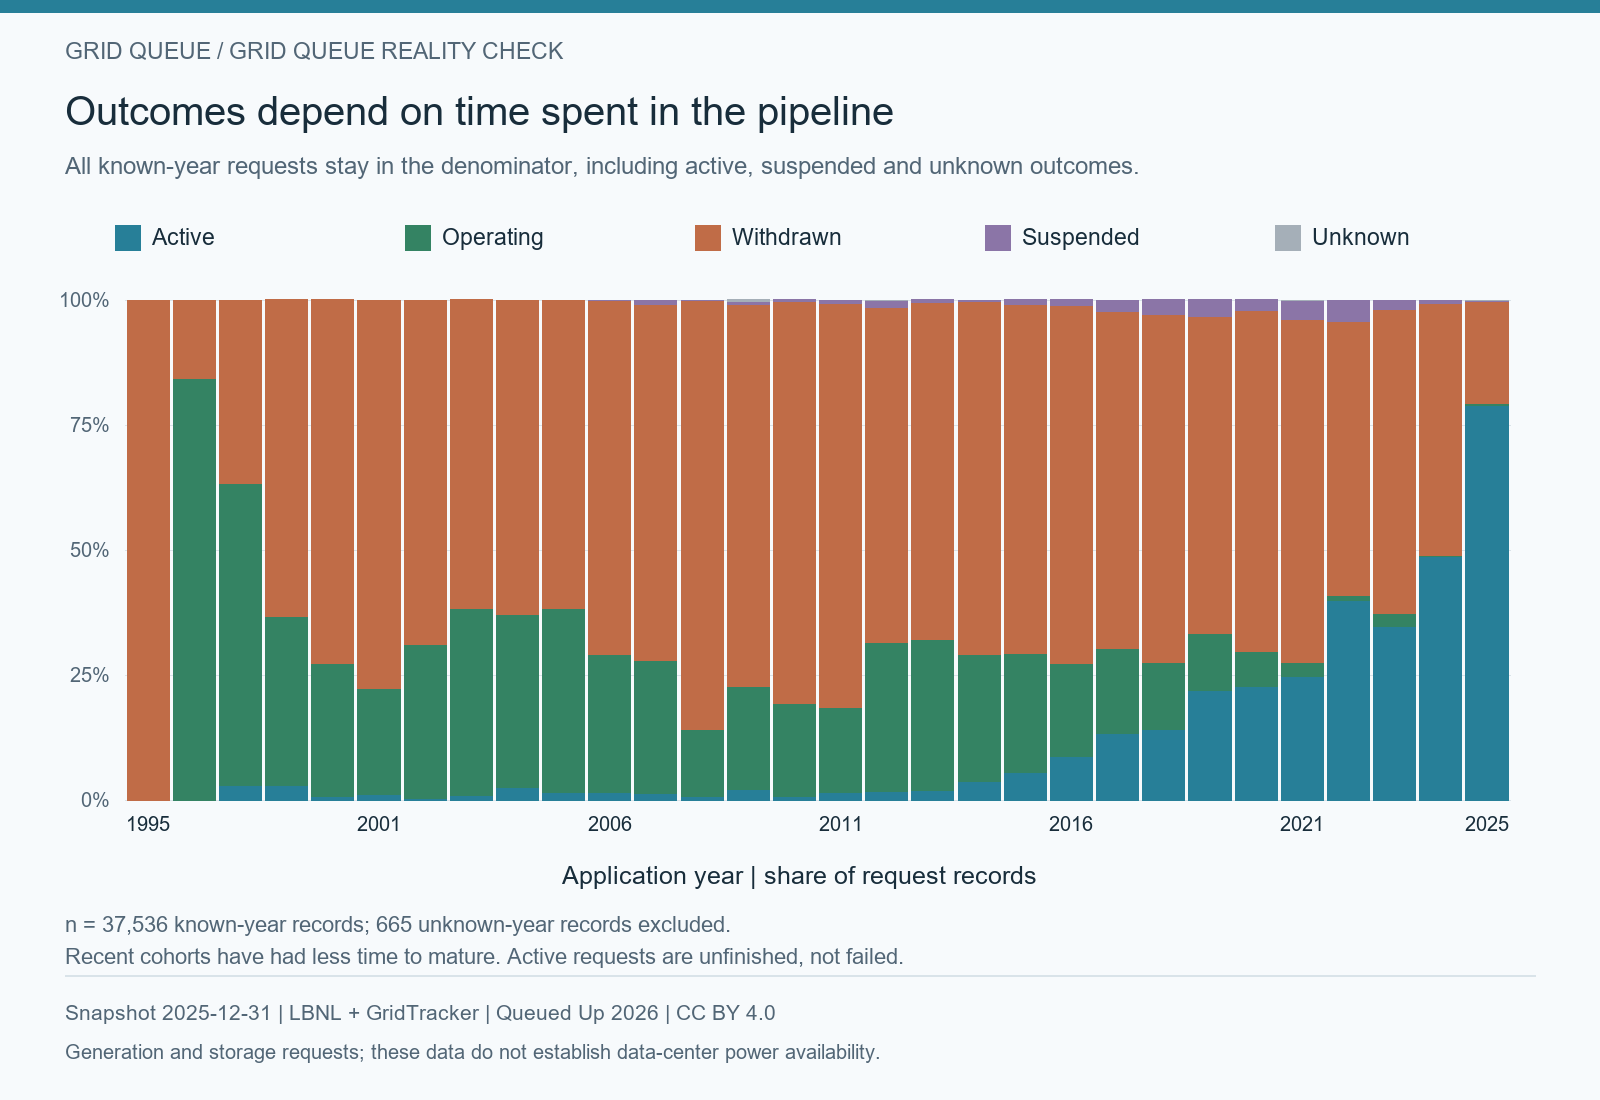 GRID QUEUE / GRID QUEUE REALITY CHECK
Outcomes depend on time spent in the pipeline
All known-year requests stay in the denominator, including active, suspended and unknown outcomes.
Active Operating Withdrawn Suspended Unknown
100%
75%
50%
25%
0%
1995 2001 2006 2011 2016 2021 2025
Application year | share of request records
n = 37,536 known-year records; 665 unknown-year records excluded.
Recent cohorts have had less time to mature. Active requests are unfinished, not failed.
Snapshot 2025-12-31 | LBNL + GridTracker | Queued Up 2026 | CC BY 4.0
Generation and storage requests; these data do not establish data-center power availability.